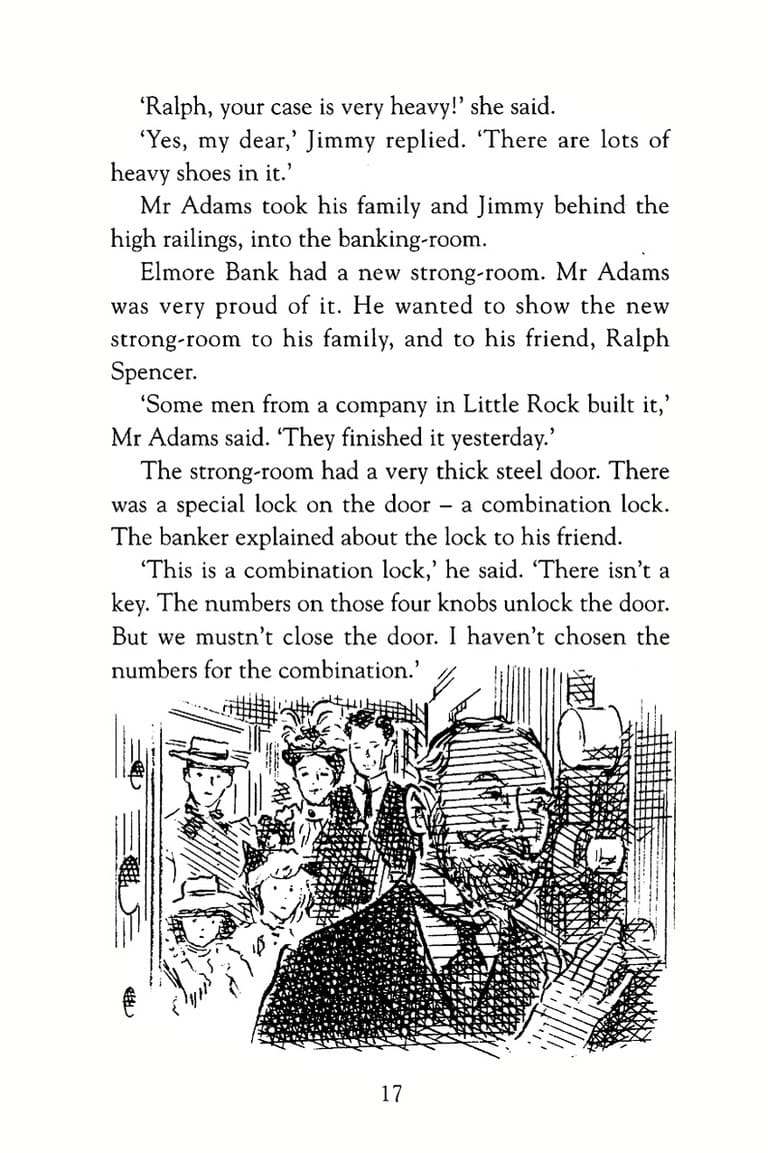 ‘Ralph, your case is very heavy!’ she said.
‘Yes, my dear,’ Jimmy replied. ‘There are lots of
heavy shoes in it.’
Mr Adams took his family and Jimmy behind the
high railings, into the banking-room.
Elmore Bank had a new strong-room. Mr Adams
was very proud of it. He wanted to show the new
strong-room to his family, and to his friend, Ralph
Spencer.
‘Some men from a company in Little Rock built it,’
Mr Adams said. ‘They finished it yesterday.’
The strong-room had a very thick steel door. There
was a special lock on the door – a combination lock.
The banker explained about the lock to his friend.
‘This is a combination lock,’ he said. ‘There isn’t a
key. The numbers on those four knobs unlock the door.
But we mustn’t close the door. I haven’t chosen the
numbers for the combination.’
17